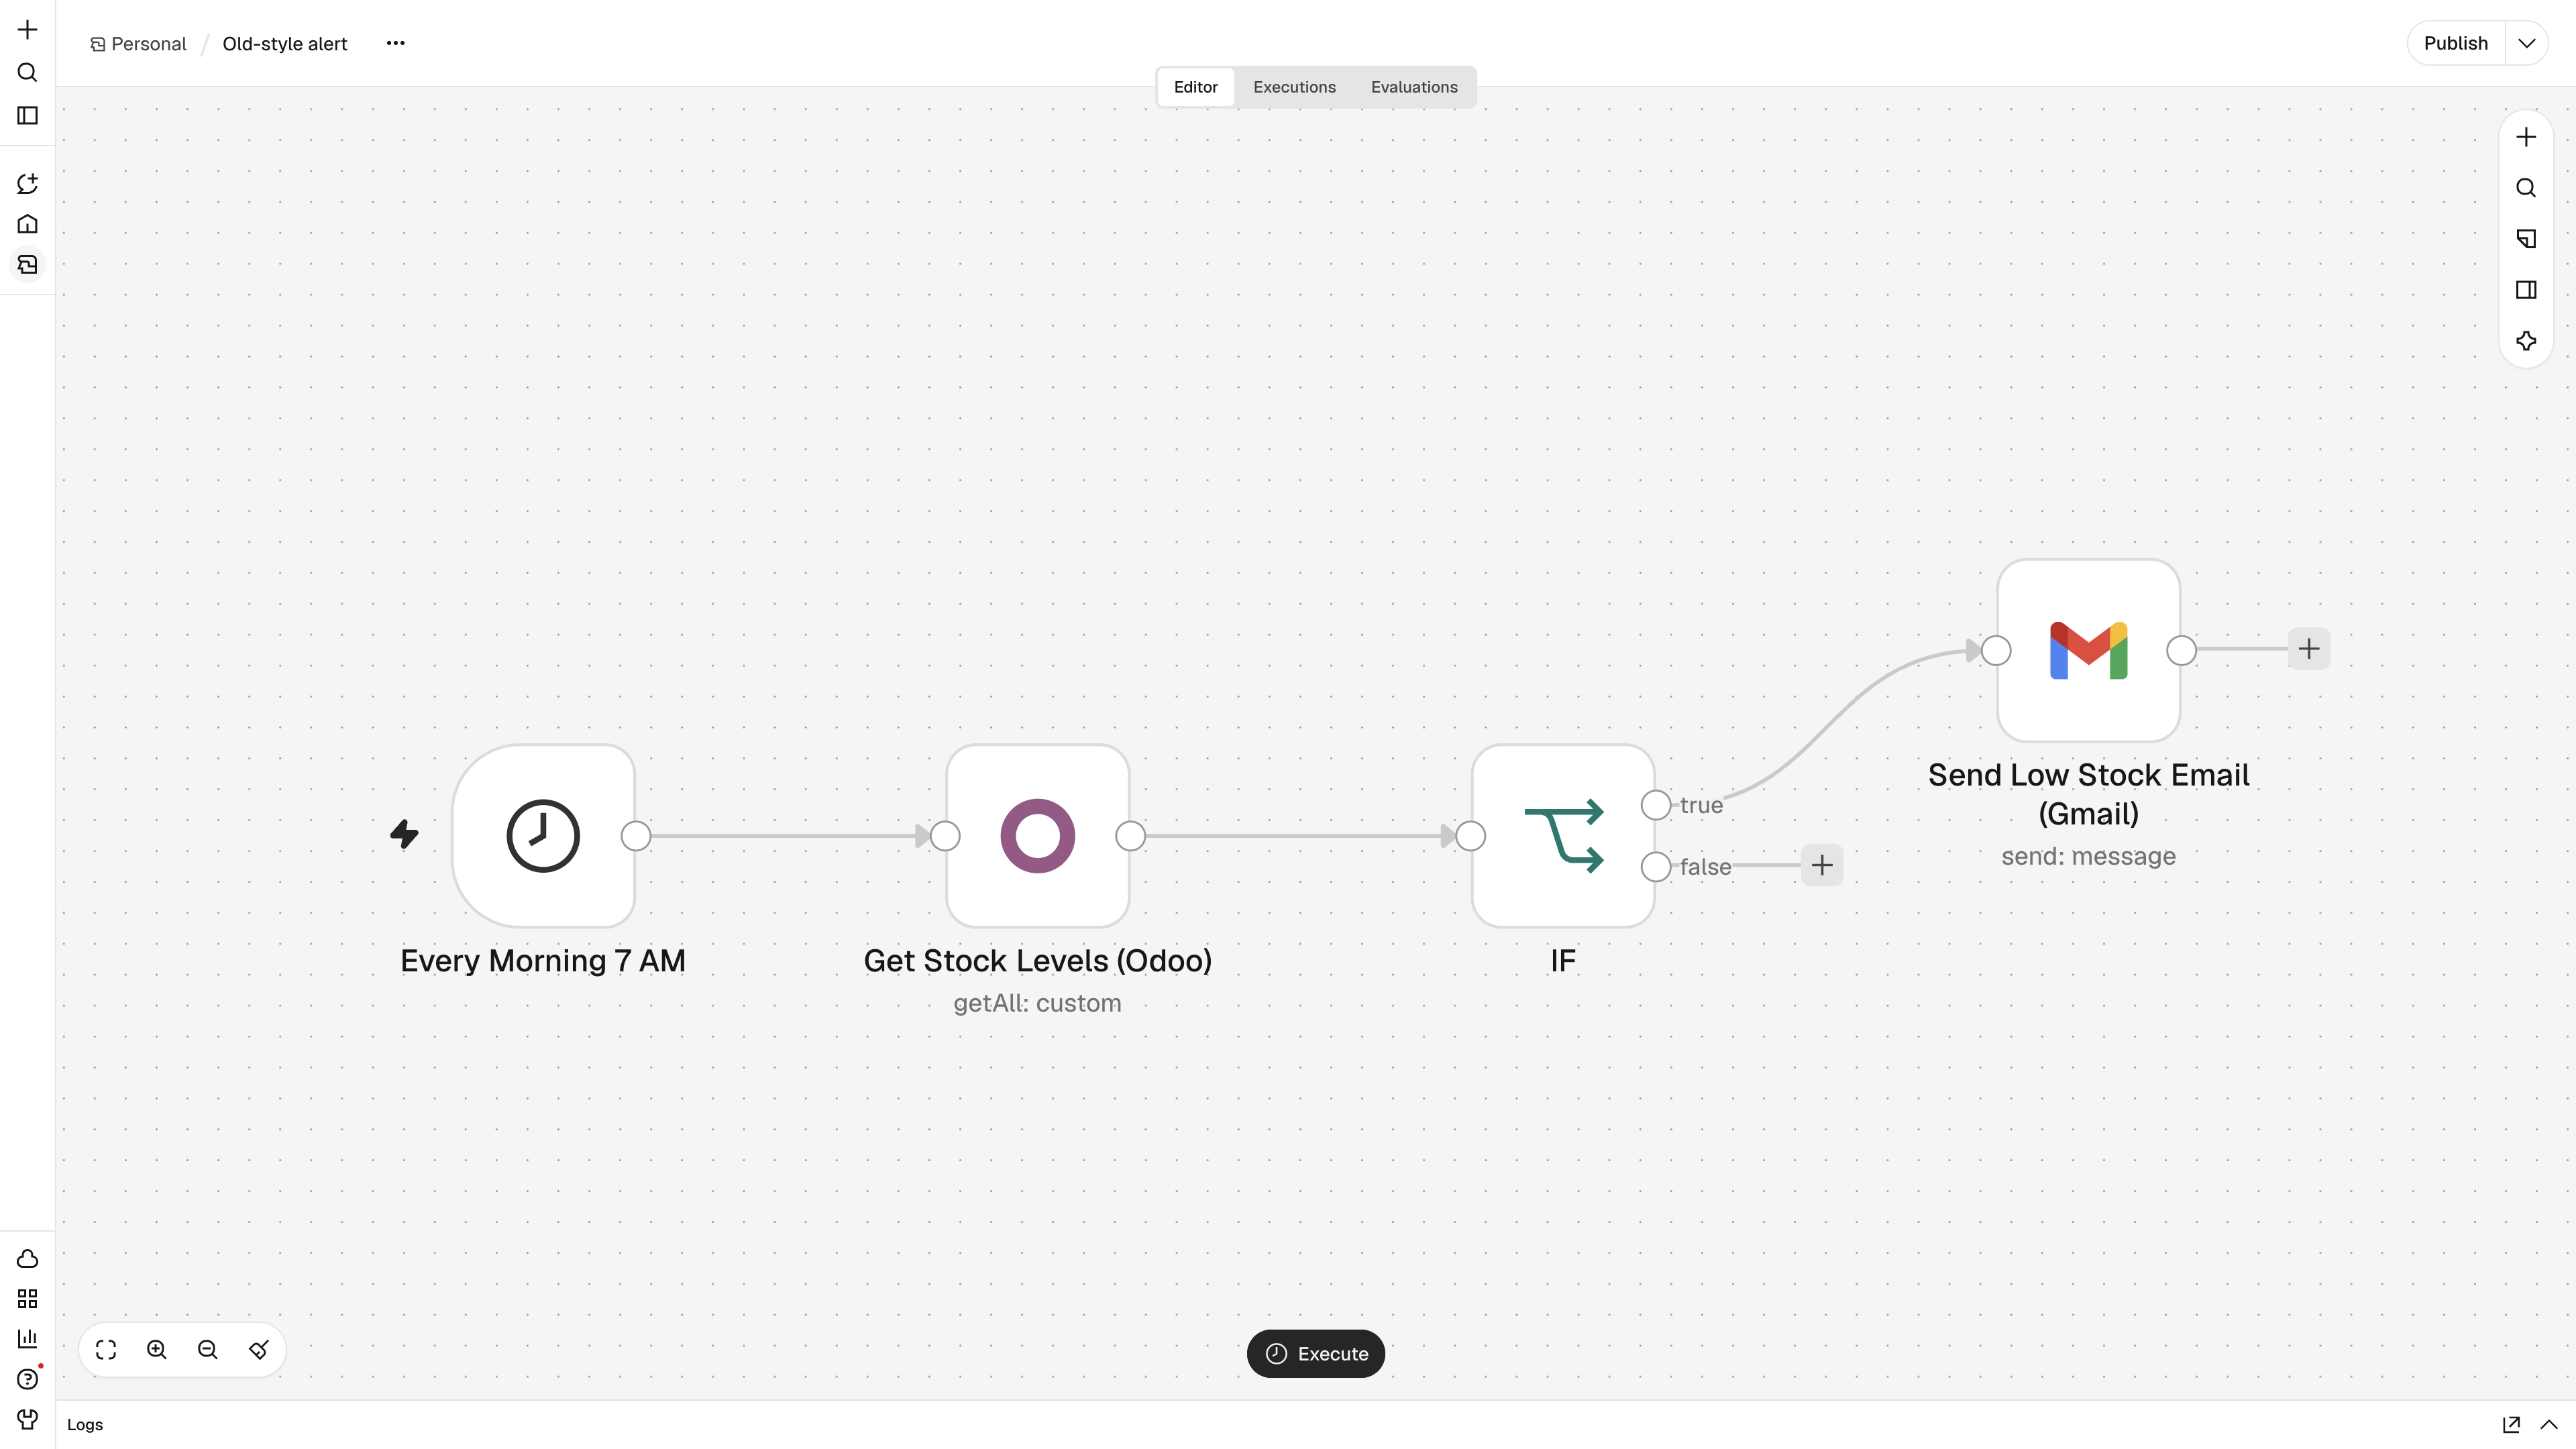 Personal / Old-style alert
Publish
Editor Executions Evaluations
true
false
Send Low Stock Email
(Gmail)
send: message
Every Morning 7 AM
Get Stock Levels (Odoo)
getAll: custom
IF
Execute
Logs